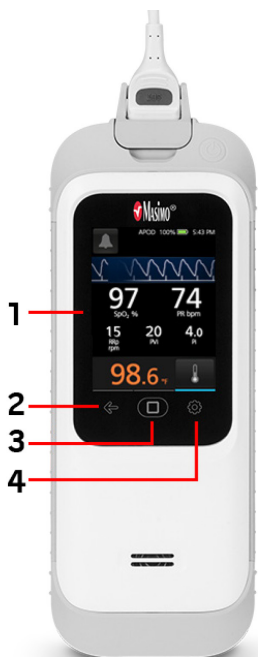 Masimo®
APOD 100% 5:43 PM
97 74
SpO₂ % PR bpm
15 20 4.0
RRp PVi Pi
rpm
98.6 °F
1
2
3
4